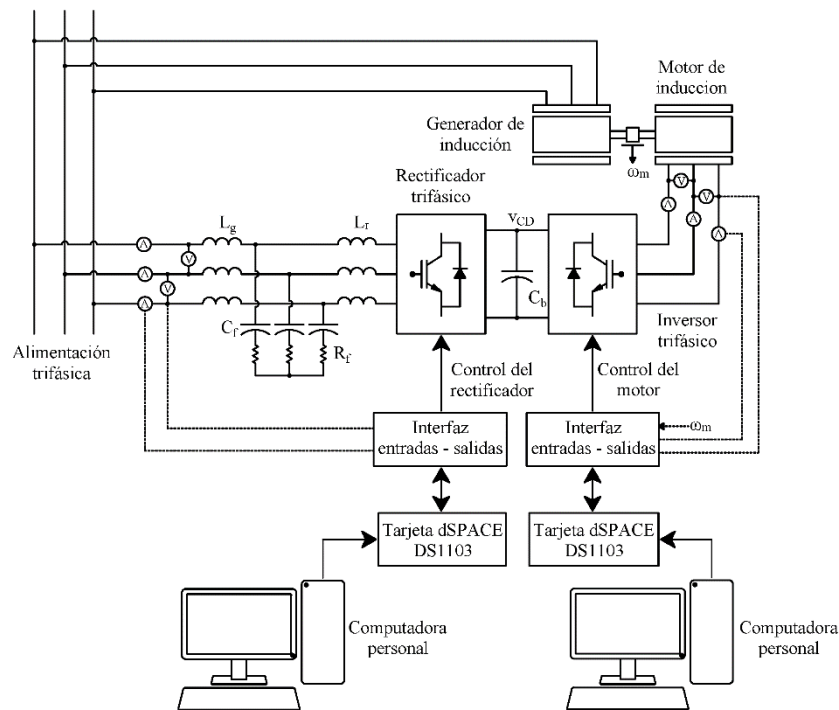 Motor de
induccion
Generador de
inducción
ωm
Rectificador
trifásico
V
V
A
A
A
Lg
Lr
vCD
A
V
A
V
A
Cb
Cf
Rf
Inversor
trifásico
Alimentación
trifásica
Control del
rectificador
Control del
motor
Interfaz
entradas - salidas
Interfaz
entradas - salidas
ωm
Tarjeta dSPACE
DS1103
Tarjeta dSPACE
DS1103
Computadora
personal
Computadora
personal